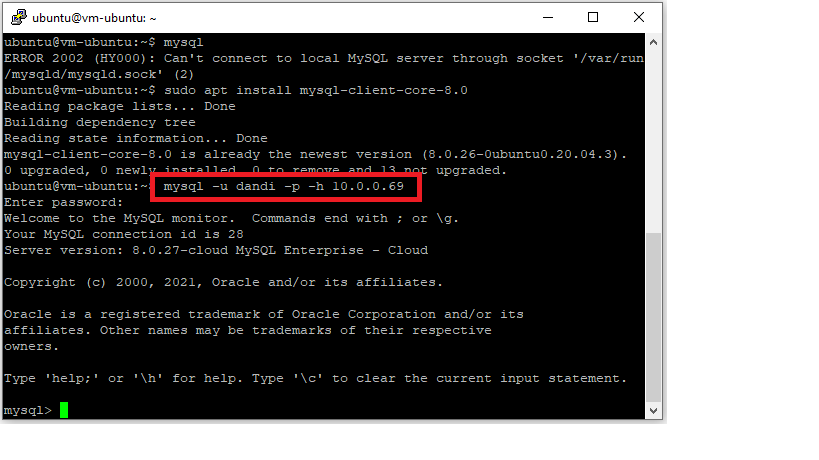 ubuntu@vm-ubuntu: ~
ubuntu@vm-ubuntu:~$ mysql
ERROR 2002 (HY000): Can't connect to local MySQL server through socket '/var/run
/mysqld/mysqld.sock' (2)
ubuntu@vm-ubuntu:~$ sudo apt install mysql-client-core-8.0
Reading package lists... Done
Building dependency tree
Reading state information... Done
mysql-client-core-8.0 is already the newest version (8.0.26-0ubuntu0.20.04.3).
0 upgraded, 0 newly installed, 0 to remove and 13 not upgraded.
ubuntu@vm-ubuntu:~$ mysql -u dandi -p -h 10.0.0.69
Enter password:
Welcome to the MySQL monitor.  Commands end with ; or \g.
Your MySQL connection id is 28
Server version: 8.0.27-cloud MySQL Enterprise - Cloud
Copyright (c) 2000, 2021, Oracle and/or its affiliates.
Oracle is a registered trademark of Oracle Corporation and/or its
affiliates. Other names may be trademarks of their respective
owners.
Type 'help;' or '\h' for help. Type '\c' to clear the current input statement.
mysql>